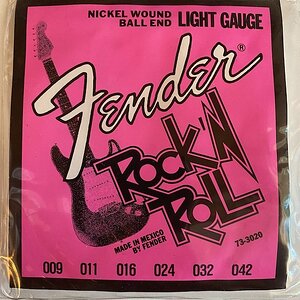 NICKEL WOUND
BALL END
LIGHT GAUGE
Fender®
ROCK 'N
ROLL
MADE IN MEXICO
BY FENDER
73-3020
009 011 016 024 032 042